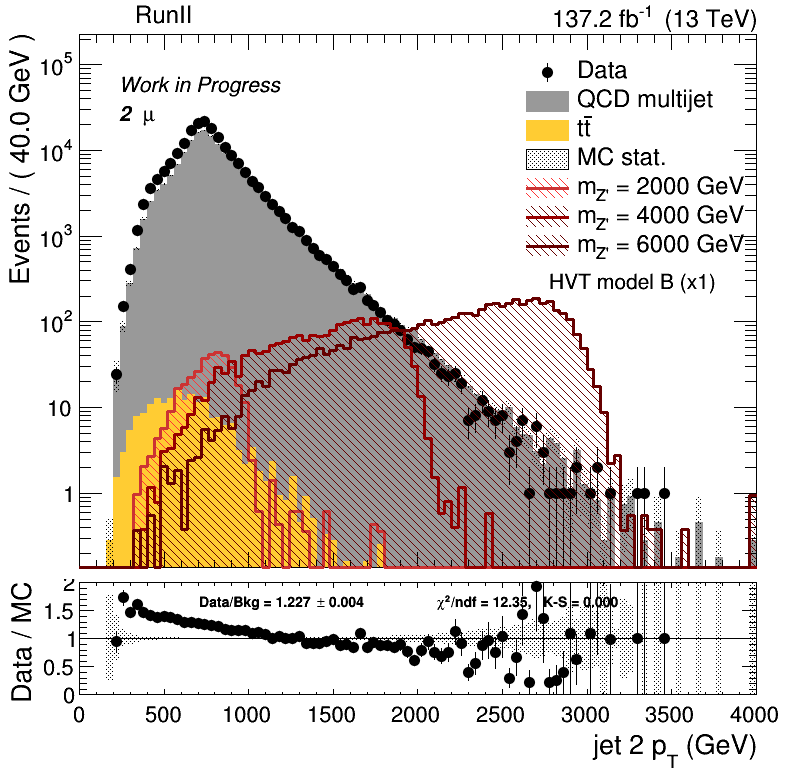 RunII 137.2 fb⁻¹ (13 TeV)
Events / ( 40.0 GeV )
10⁵
10⁴
10³
10²
10
1
Work in Progress
2 μ
Data
QCD multijet
tt̄
MC stat.
m_Z' = 2000 GeV
m_Z' = 4000 GeV
m_Z' = 6000 GeV
HVT model B (x1)
Data / MC
2
1.5
1
0.5
0
Data/Bkg = 1.227 ± 0.004 χ²/ndf = 12.35, K-S = 0.000
0 500 1000 1500 2000 2500 3000 3500 4000
jet 2 p_T (GeV)